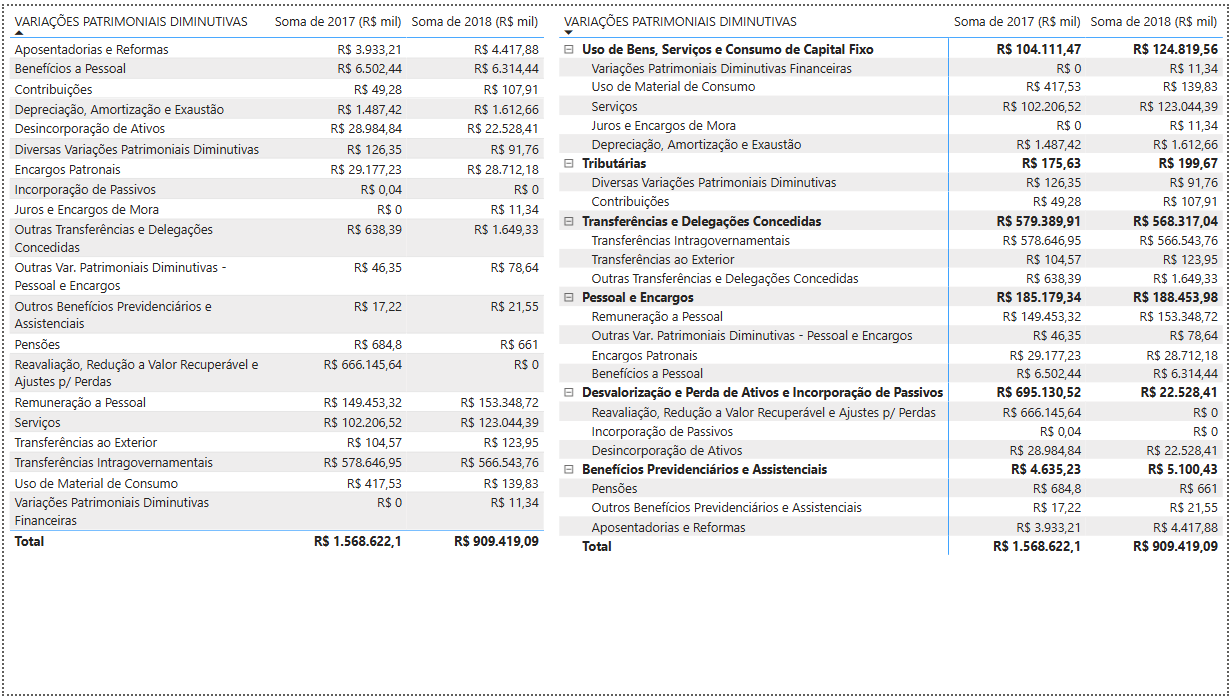 VARIAÇÕES PATRIMONIAIS DIMINUTIVAS Soma de 2017 (R$ mil) Soma de 2018 (R$ mil)
Aposentadorias e Reformas R$ 3.933,21 R$ 4.417,88
Benefícios a Pessoal R$ 6.502,44 R$ 6.314,44
Contribuições R$ 49,28 R$ 107,91
Depreciação, Amortização e Exaustão R$ 1.487,42 R$ 1.612,66
Desincorporação de Ativos R$ 28.984,84 R$ 22.528,41
Diversas Variações Patrimoniais Diminutivas R$ 126,35 R$ 91,76
Encargos Patronais R$ 29.177,23 R$ 28.712,18
Incorporação de Passivos R$ 0,04 R$ 0
Juros e Encargos de Mora R$ 0 R$ 11,34
Outras Transferências e Delegações R$ 638,39 R$ 1.649,33
Concedidas
Outras Var. Patrimoniais Diminutivas - R$ 46,35 R$ 78,64
Pessoal e Encargos
Outros Benefícios Previdenciários e R$ 17,22 R$ 21,55
Assistenciais
Pensões R$ 684,8 R$ 661
Reavaliação, Redução a Valor Recuperável e R$ 666.145,64 R$ 0
Ajustes p/ Perdas
Remuneração a Pessoal R$ 149.453,32 R$ 153.348,72
Serviços R$ 102.206,52 R$ 123.044,39
Transferências ao Exterior R$ 104,57 R$ 123,95
Transferências Intragovernamentais R$ 578.646,95 R$ 566.543,76
Uso de Material de Consumo R$ 417,53 R$ 139,83
Variações Patrimoniais Diminutivas R$ 0 R$ 11,34
Financeiras
Total R$ 1.568.622,1 R$ 909.419,09
VARIAÇÕES PATRIMONIAIS DIMINUTIVAS Soma de 2017 (R$ mil) Soma de 2018 (R$ mil)
Uso de Bens, Serviços e Consumo de Capital Fixo R$ 104.111,47 R$ 124.819,56
Variações Patrimoniais Diminutivas Financeiras R$ 0 R$ 11,34
Uso de Material de Consumo R$ 417,53 R$ 139,83
Serviços R$ 102.206,52 R$ 123.044,39
Juros e Encargos de Mora R$ 0 R$ 11,34
Depreciação, Amortização e Exaustão R$ 1.487,42 R$ 1.612,66
Tributárias R$ 175,63 R$ 199,67
Diversas Variações Patrimoniais Diminutivas R$ 126,35 R$ 91,76
Contribuições R$ 49,28 R$ 107,91
Transferências e Delegações Concedidas R$ 579.389,91 R$ 568.317,04
Transferências Intragovernamentais R$ 578.646,95 R$ 566.543,76
Transferências ao Exterior R$ 104,57 R$ 123,95
Outras Transferências e Delegações Concedidas R$ 638,39 R$ 1.649,33
Pessoal e Encargos R$ 185.179,34 R$ 188.453,98
Remuneração a Pessoal R$ 149.453,32 R$ 153.348,72
Outras Var. Patrimoniais Diminutivas - Pessoal e Encargos R$ 46,35 R$ 78,64
Encargos Patronais R$ 29.177,23 R$ 28.712,18
Benefícios a Pessoal R$ 6.502,44 R$ 6.314,44
Desvalorização e Perda de Ativos e Incorporação de Passivos R$ 695.130,52 R$ 22.528,41
Reavaliação, Redução a Valor Recuperável e Ajustes p/ Perdas R$ 666.145,64 R$ 0
Incorporação de Passivos R$ 0,04 R$ 0
Desincorporação de Ativos R$ 28.984,84 R$ 22.528,41
Benefícios Previdenciários e Assistenciais R$ 4.635,23 R$ 5.100,43
Pensões R$ 684,8 R$ 661
Outros Benefícios Previdenciários e Assistenciais R$ 17,22 R$ 21,55
Aposentadorias e Reformas R$ 3.933,21 R$ 4.417,88
Total R$ 1.568.622,1 R$ 909.419,09